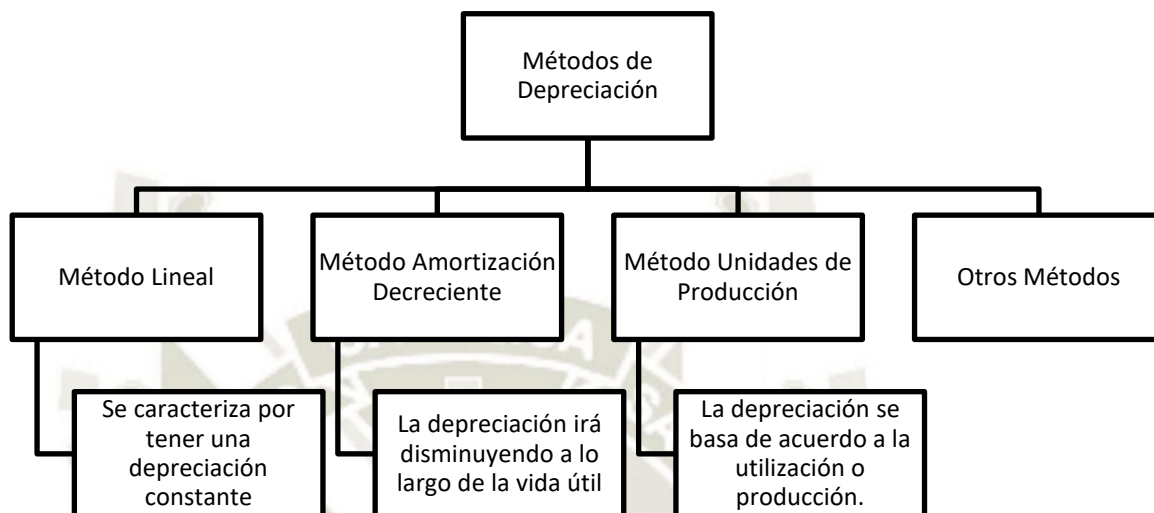 Métodos de
Depreciación
Método Lineal
Método Amortización
Decreciente
Método Unidades de
Producción
Otros Métodos
Se caracteriza por
tener una
depreciación
constante
La depreciación irá
disminuyendo a lo
largo de la vida útil
La depreciación se
basa de acuerdo a la
utilización o
producción.